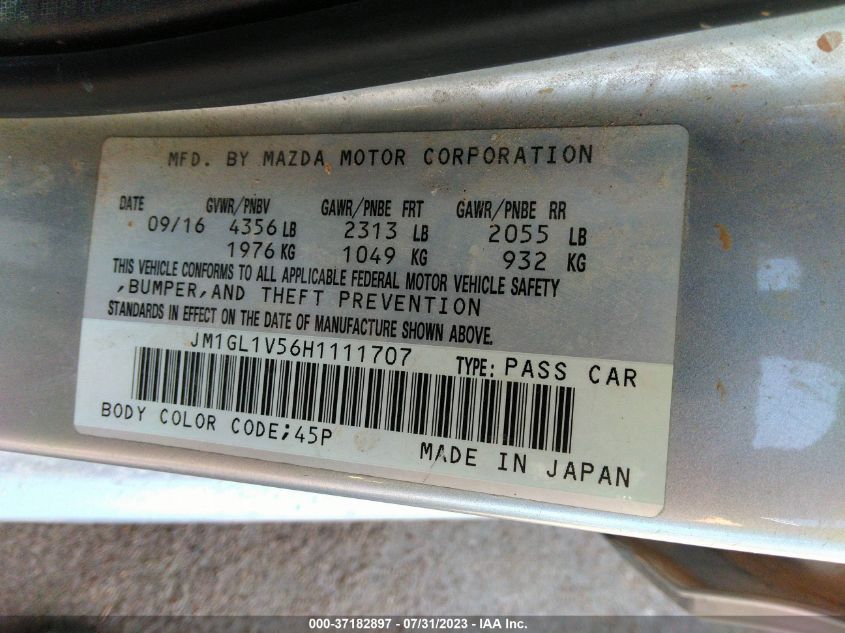 MFD. BY MAZDA MOTOR CORPORATION
DATE GVWR/PNBV GAWR/PNBE FRT GAWR/PNBE RR
09/16 4356 LB 2313 LB 2055 LB
1976 KG 1049 KG 932 KG
THIS VEHICLE CONFORMS TO ALL APPLICABLE FEDERAL MOTOR VEHICLE SAFETY
,BUMPER,AND THEFT PREVENTION
STANDARDS IN EFFECT ON THE DATE OF MANUFACTURE SHOWN ABOVE.
JM1GL1V56H1111707 TYPE: PASS CAR
BODY COLOR CODE;45P
MADE IN JAPAN
000-37182897 - 07/31/2023 - IAA Inc.